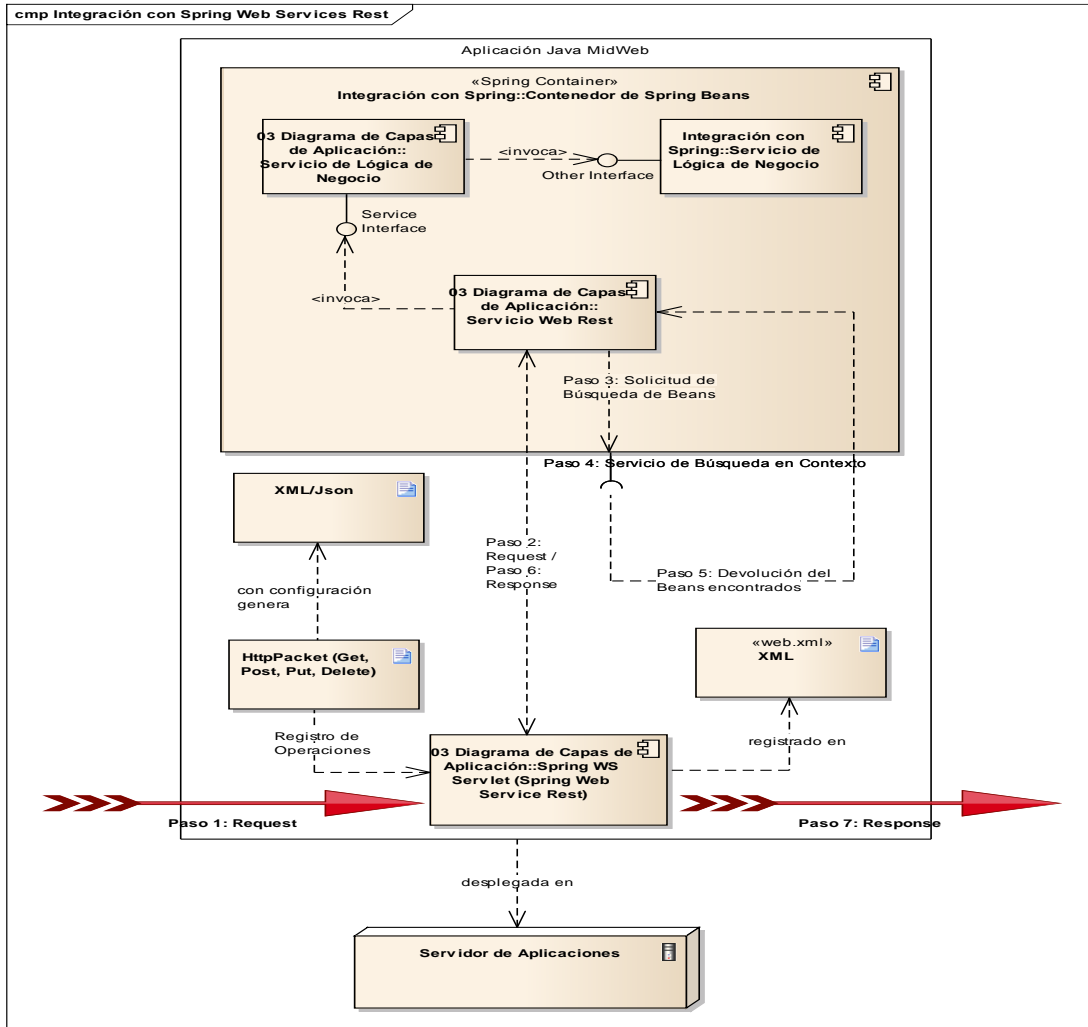 cmp Integración con Spring Web Services Rest
Aplicación Java MidWeb
«Spring Container»
Integración con Spring::Contenedor de Spring Beans
03 Diagrama de Capas
de Aplicación::
Servicio de Lógica de
Negocio
<invoca>
Other Interface
Integración con
Spring::Servicio de
Lógica de Negocio
Service
Interface
<invoca>
03 Diagrama de Capas
de Aplicación::
Servicio Web Rest
Paso 3: Solicitud de
Búsqueda de Beans
Paso 4: Servicio de Búsqueda en Contexto
XML/Json
Paso 2:
Request /
Paso 6:
Response
Paso 5: Devolución del
Beans encontrados
con configuración
genera
HttpPacket (Get,
Post, Put, Delete)
«web.xml»
XML
Registro de
Operaciones
03 Diagrama de Capas de
Aplicación::Spring WS
Servlet (Spring Web
Service Rest)
registrado en
Paso 1: Request
Paso 7: Response
desplegada en
Servidor de Aplicaciones